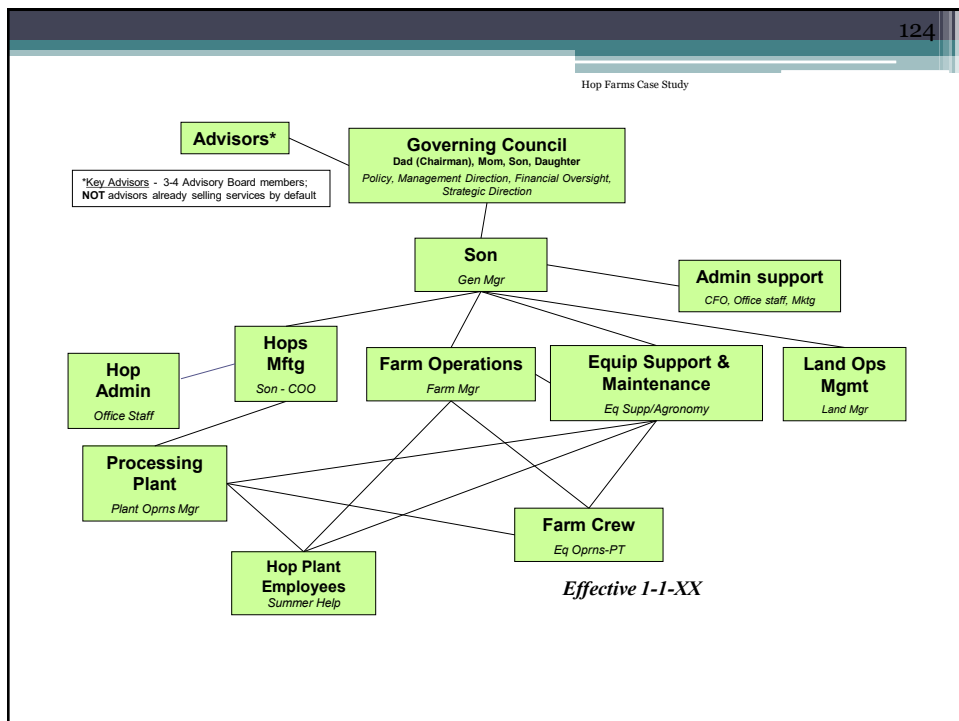 124
Hop Farms Case Study
Advisors*
Governing Council
Dad (Chairman), Mom, Son, Daughter
Policy, Management Direction, Financial Oversight,
Strategic Direction
*Key Advisors - 3-4 Advisory Board members;
NOT advisors already selling services by default
Son
Gen Mgr
Admin support
CFO, Office staff, Mktg
Hops
Mftg
Son - COO
Farm Operations
Farm Mgr
Equip Support &
Maintenance
Eq Supp/Agronomy
Land Ops
Mgmt
Land Mgr
Hop
Admin
Office Staff
Processing
Plant
Plant Oprns Mgr
Farm Crew
Eq Oprns-PT
Hop Plant
Employees
Summer Help
Effective 1-1-XX